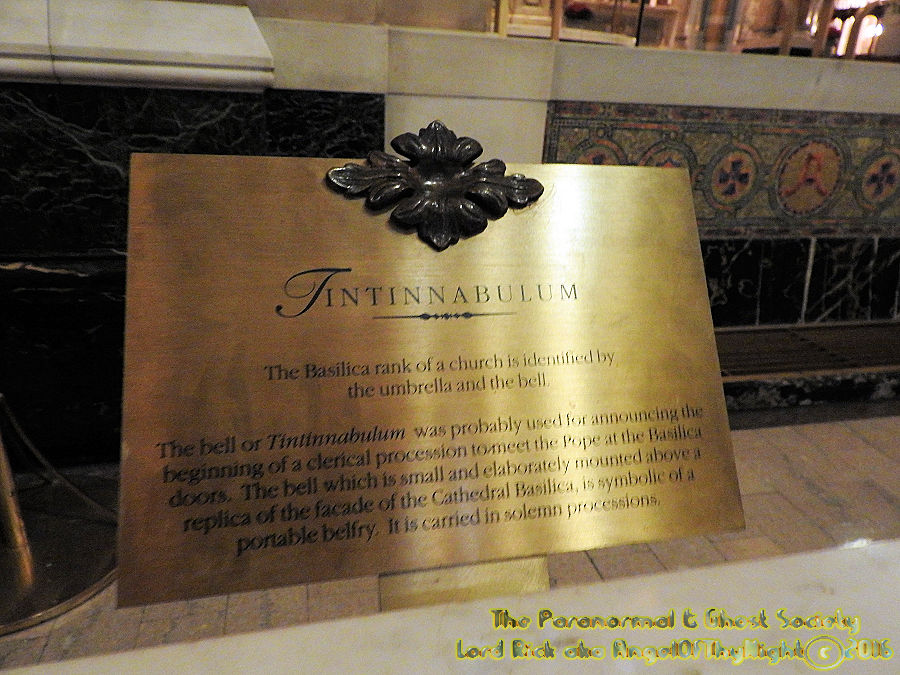 TINTINNABULUM
The Basilica rank of a church is identified by
the umbrella and the bell.
The bell or Tintinnabulum was probably used for announcing the
beginning of a clerical procession to meet the Pope at the Basilica
doors. The bell which is small and elaborately mounted above a
replica of the facade of the Cathedral Basilica, is symbolic of a
portable belfry. It is carried in solemn processions.
The Paranormal & Ghost Society
Lord Rick aka AngelOfThyNight © 2016